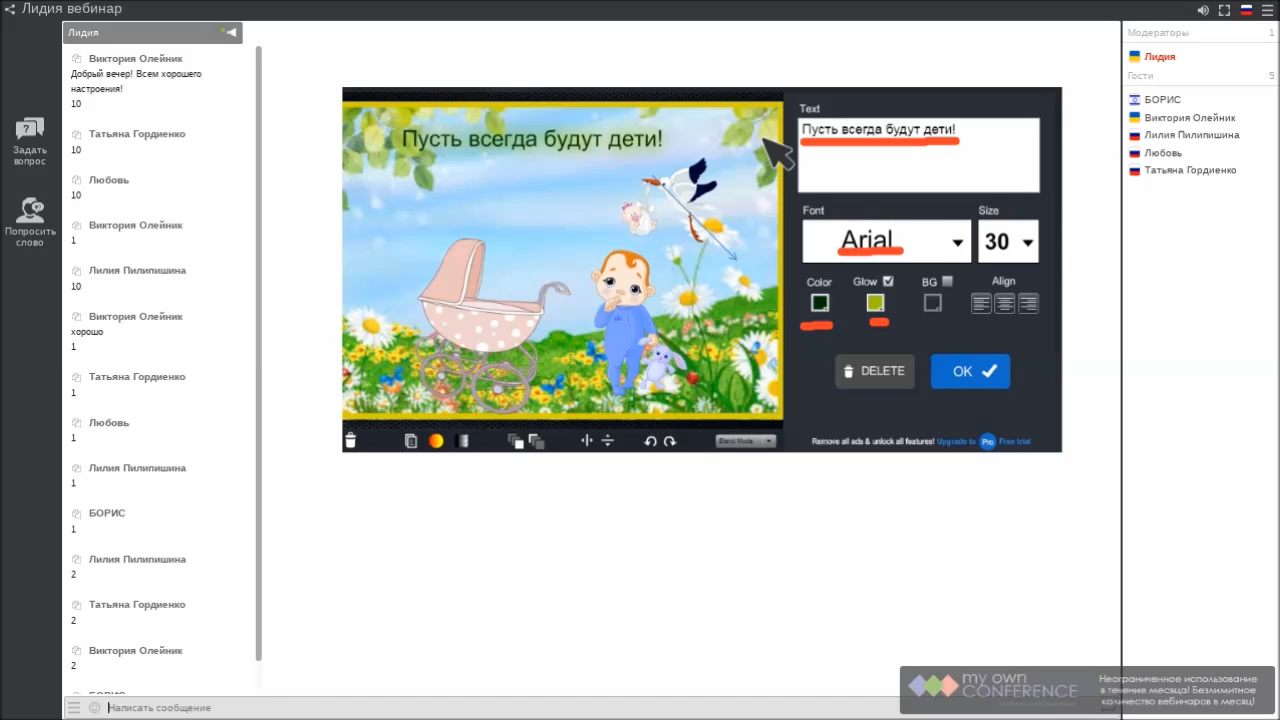 Лидия вебинар
Лидия
Виктория Олейник
Добрый вечер! Всем хорошего
настроения!
10
Татьяна Гордиенко
10
Любовь
10
Виктория Олейник
1
Лилия Пилипишина
10
Виктория Олейник
хорошо
1
Татьяна Гордиенко
1
Любовь
1
Лилия Пилипишина
1
БОРИС
1
Лилия Пилипишина
2
Татьяна Гордиенко
2
Виктория Олейник
2
БОРИС
Написать сообщение
Задать
вопрос
Попросить
слово
Пусть всегда будут дети!
Text
Пусть всегда будут дети!
Font
Size
Arial
30
Color
Glow
BG
Align
DELETE
OK
Blend Mode
Remove all ads & unlock all features! Upgrade to Pro Free trial
Модераторы
1
Лидия
Гости
5
БОРИС
Виктория Олейник
Лилия Пилипишина
Любовь
Татьяна Гордиенко
my own
CONFERENCE
Неограниченное использование
в течение месяца! Безлимитное
количество вебинаров в месяц!